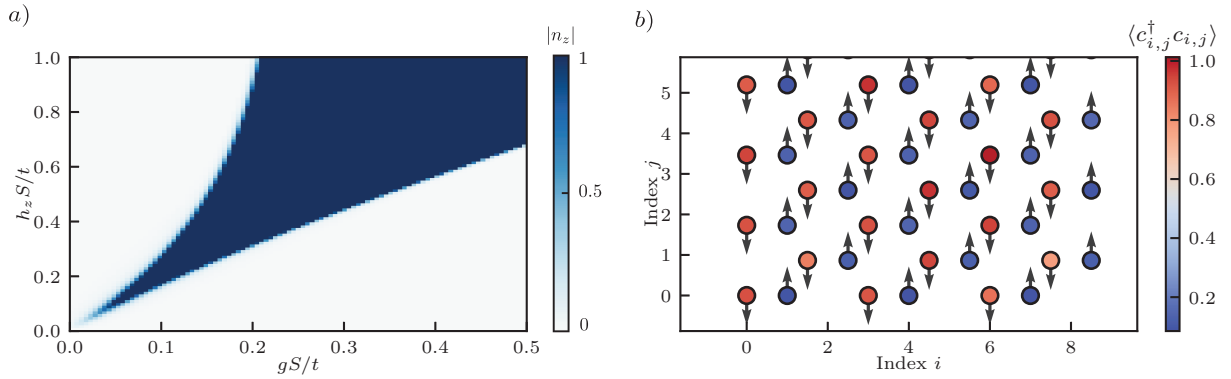 a)
|n_z|
1.0
0.8
0.6
0.4
0.2
0.0
h_z S/t
0.0 0.1 0.2 0.3 0.4 0.5
gS/t
1
0.5
0
b)
⟨c†_{i,j} c_{i,j}⟩
5
4
3
2
1
0
Index j
0 2 4 6 8
Index i
1.0
0.8
0.6
0.4
0.2